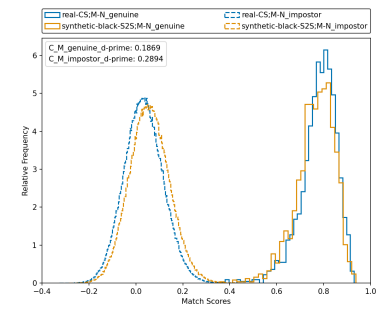 real-CS;M-N_genuine real-CS;M-N_impostor
synthetic-black-S2S;M-N_genuine synthetic-black-S2S;M-N_impostor
C_M_genuine_d-prime: 0.1869
C_M_impostor_d-prime: 0.2894
Relative Frequency
6
5
4
3
2
1
0
−0.4 −0.2 0.0 0.2 0.4 0.6 0.8 1.0
Match Scores